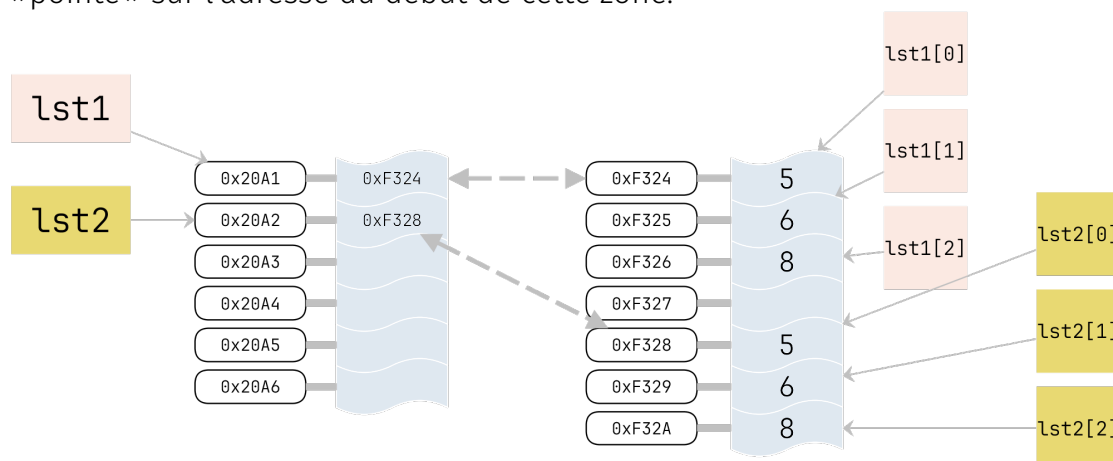 «pointe» sur l'adresse du début de cette zone.
lst1[0]
lst1
lst1[1]
0x20A1 0xF324 0xF324 5
lst2
0x20A2 0xF328 0xF325 6
lst1[2]
lst2[0]
0x20A3 0xF326 8
0x20A4 0xF327
lst2[1]
0x20A5 0xF328 5
0x20A6 0xF329 6
0xF32A 8
lst2[2]